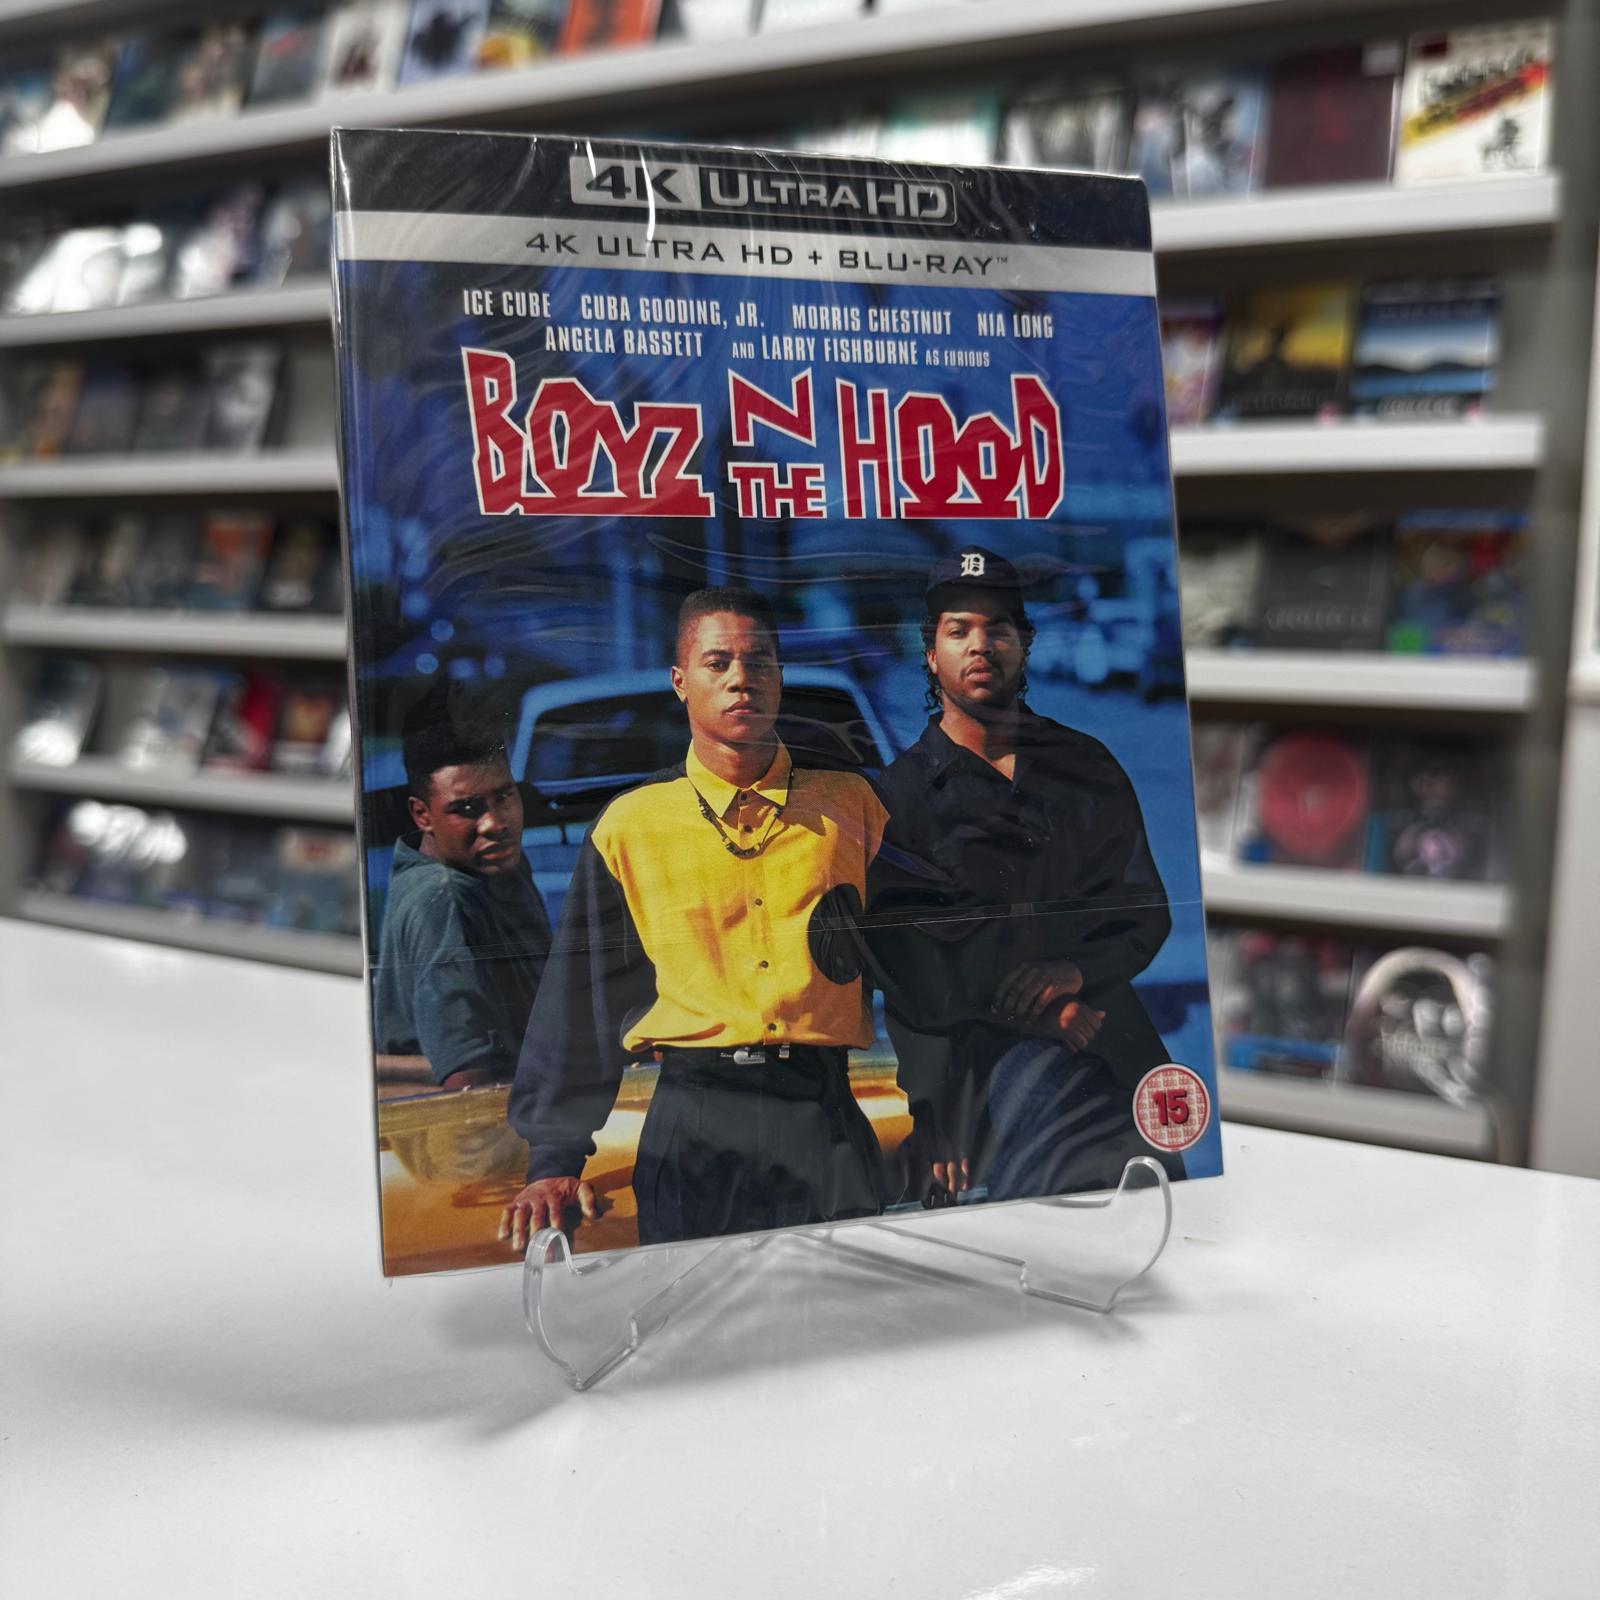 4K ULTRA HD™
4K ULTRA HD + BLU-RAY™
ICE CUBE CUBA GOODING, JR. MORRIS CHESTNUT NIA LONG
ANGELA BASSETT AND LARRY FISHBURNE AS FURIOUS
BOYZ N THE HOOD
D
15